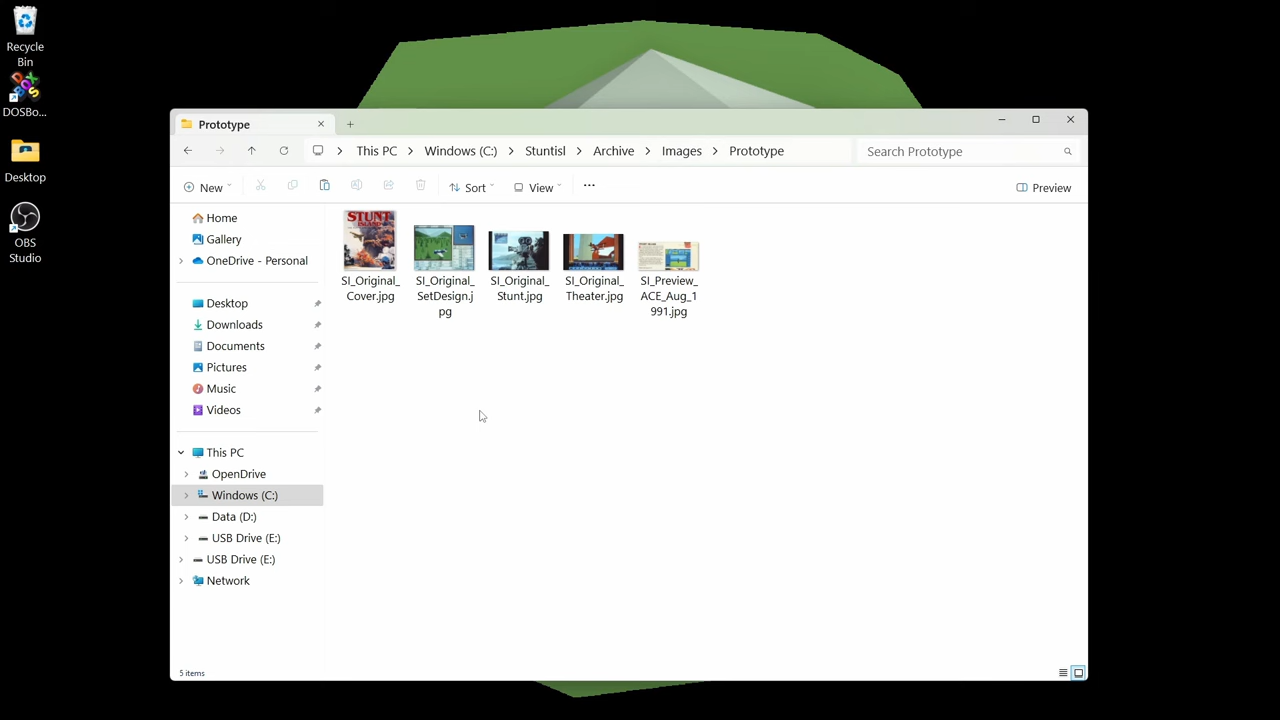 Recycle
Bin
DOSBo...
Desktop
OBS
Studio
Prototype
This PC
Windows (C:)
Stuntisl
Archive
Images
Prototype
Search Prototype
New
Sort
View
...
Preview
Home
Gallery
OneDrive - Personal
Desktop
Downloads
Documents
Pictures
Music
Videos
This PC
OpenDrive
Windows (C:)
Data (D:)
USB Drive (E:)
USB Drive (E:)
Network
STUNT
ISLAND
SI_Original_
Cover.jpg
SI_Original_
SetDesign.j
pg
SI_Original_
Stunt.jpg
SI_Original_
Theater.jpg
SI_Preview_
ACE_Aug_1
991.jpg
5 items